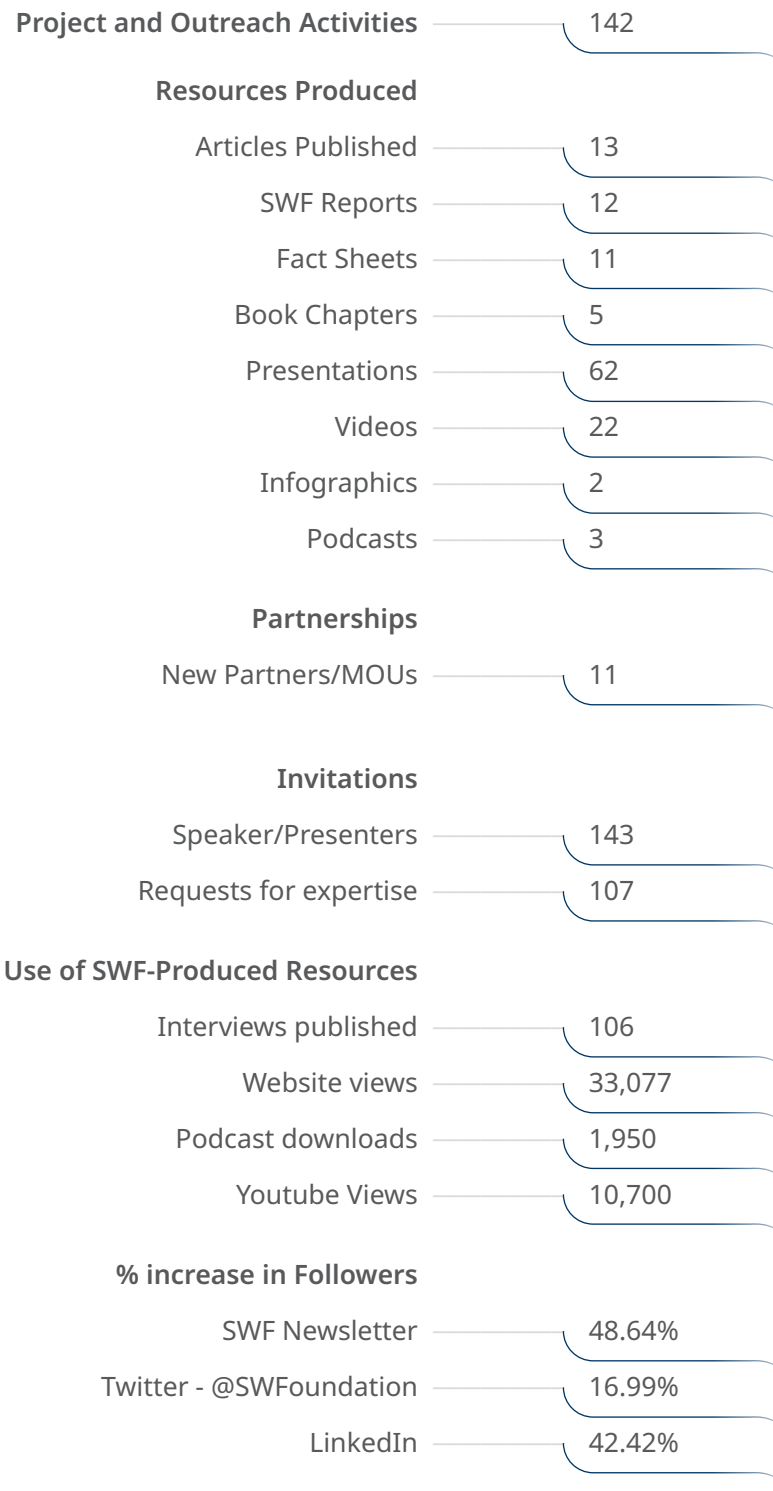 Project and Outreach Activities 142
Resources Produced
Articles Published 13
SWF Reports 12
Fact Sheets 11
Book Chapters 5
Presentations 62
Videos 22
Infographics 2
Podcasts 3
Partnerships
New Partners/MOUs 11
Invitations
Speaker/Presenters 143
Requests for expertise 107
Use of SWF-Produced Resources
Interviews published 106
Website views 33,077
Podcast downloads 1,950
Youtube Views 10,700
% increase in Followers
SWF Newsletter 48.64%
Twitter - @SWFoundation 16.99%
LinkedIn 42.42%